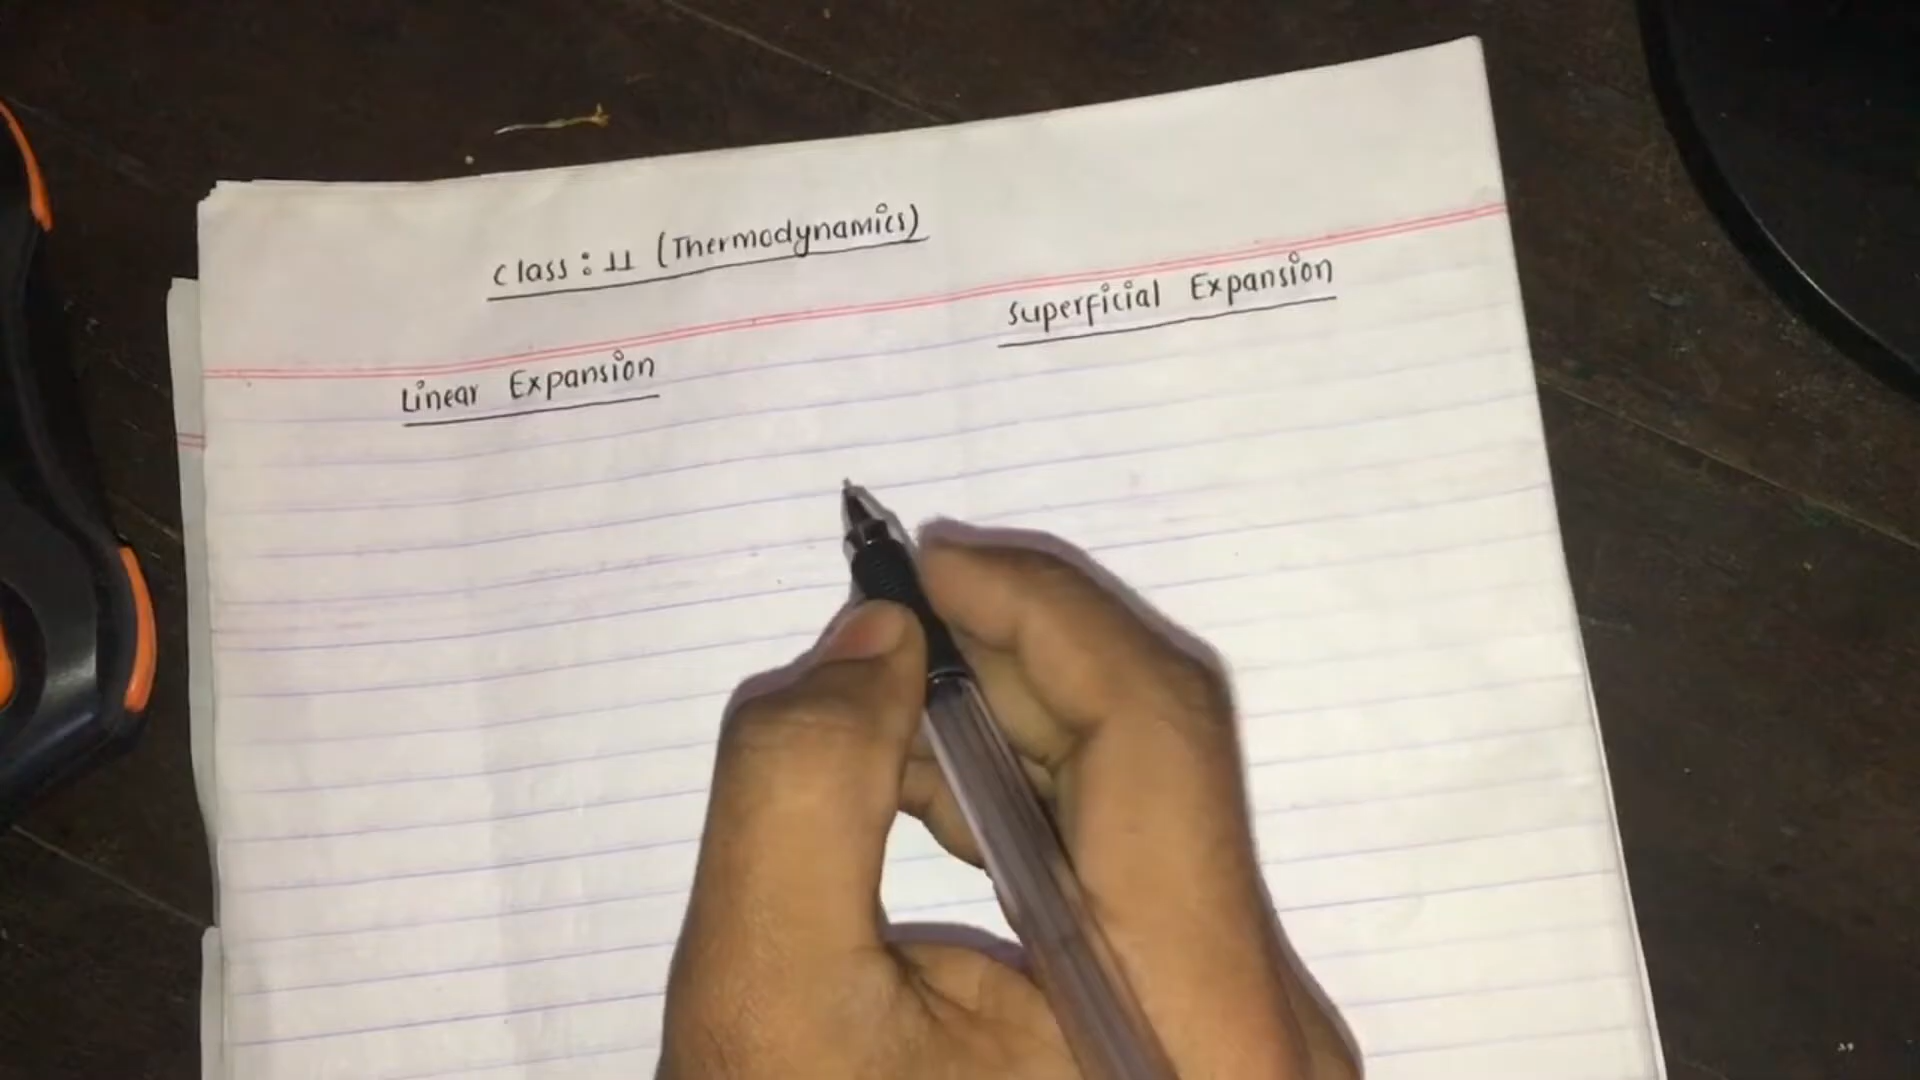 Class : 11 (Thermodynamics)
Linear Expansion
Superficial Expansion